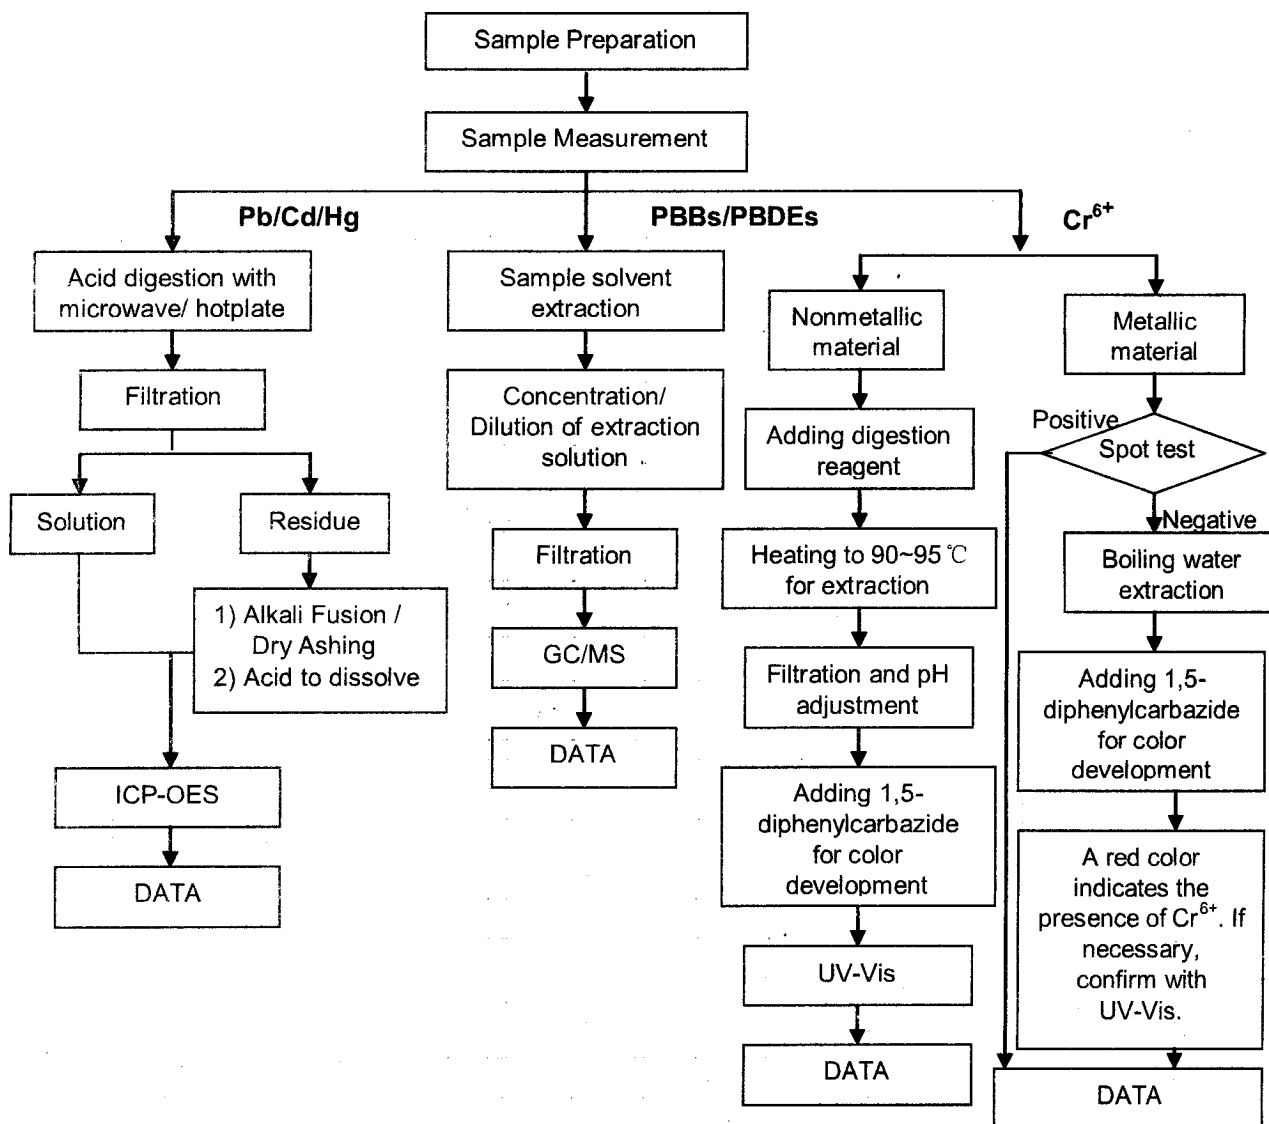 Sample Preparation
Sample Measurement
Pb/Cd/Hg
PBBs/PBDEs
Cr⁶⁺
Acid digestion with
microwave/ hotplate
Filtration
Solution
Residue
1) Alkali Fusion /
Dry Ashing
2) Acid to dissolve
ICP-OES
DATA
Sample solvent
extraction
Concentration/
Dilution of extraction
solution
Filtration
GC/MS
DATA
Nonmetallic
material
Adding digestion
reagent
Heating to 90~95℃
for extraction
Filtration and pH
adjustment
Adding 1,5-
diphenylcarbazide
for color
development
UV-Vis
DATA
Metallic
material
Positive
Spot test
Negative
Boiling water
extraction
Adding 1,5-
diphenylcarbazide
for color
development
A red color
indicates the
presence of Cr⁶⁺. If
necessary,
confirm with
UV-Vis.
DATA